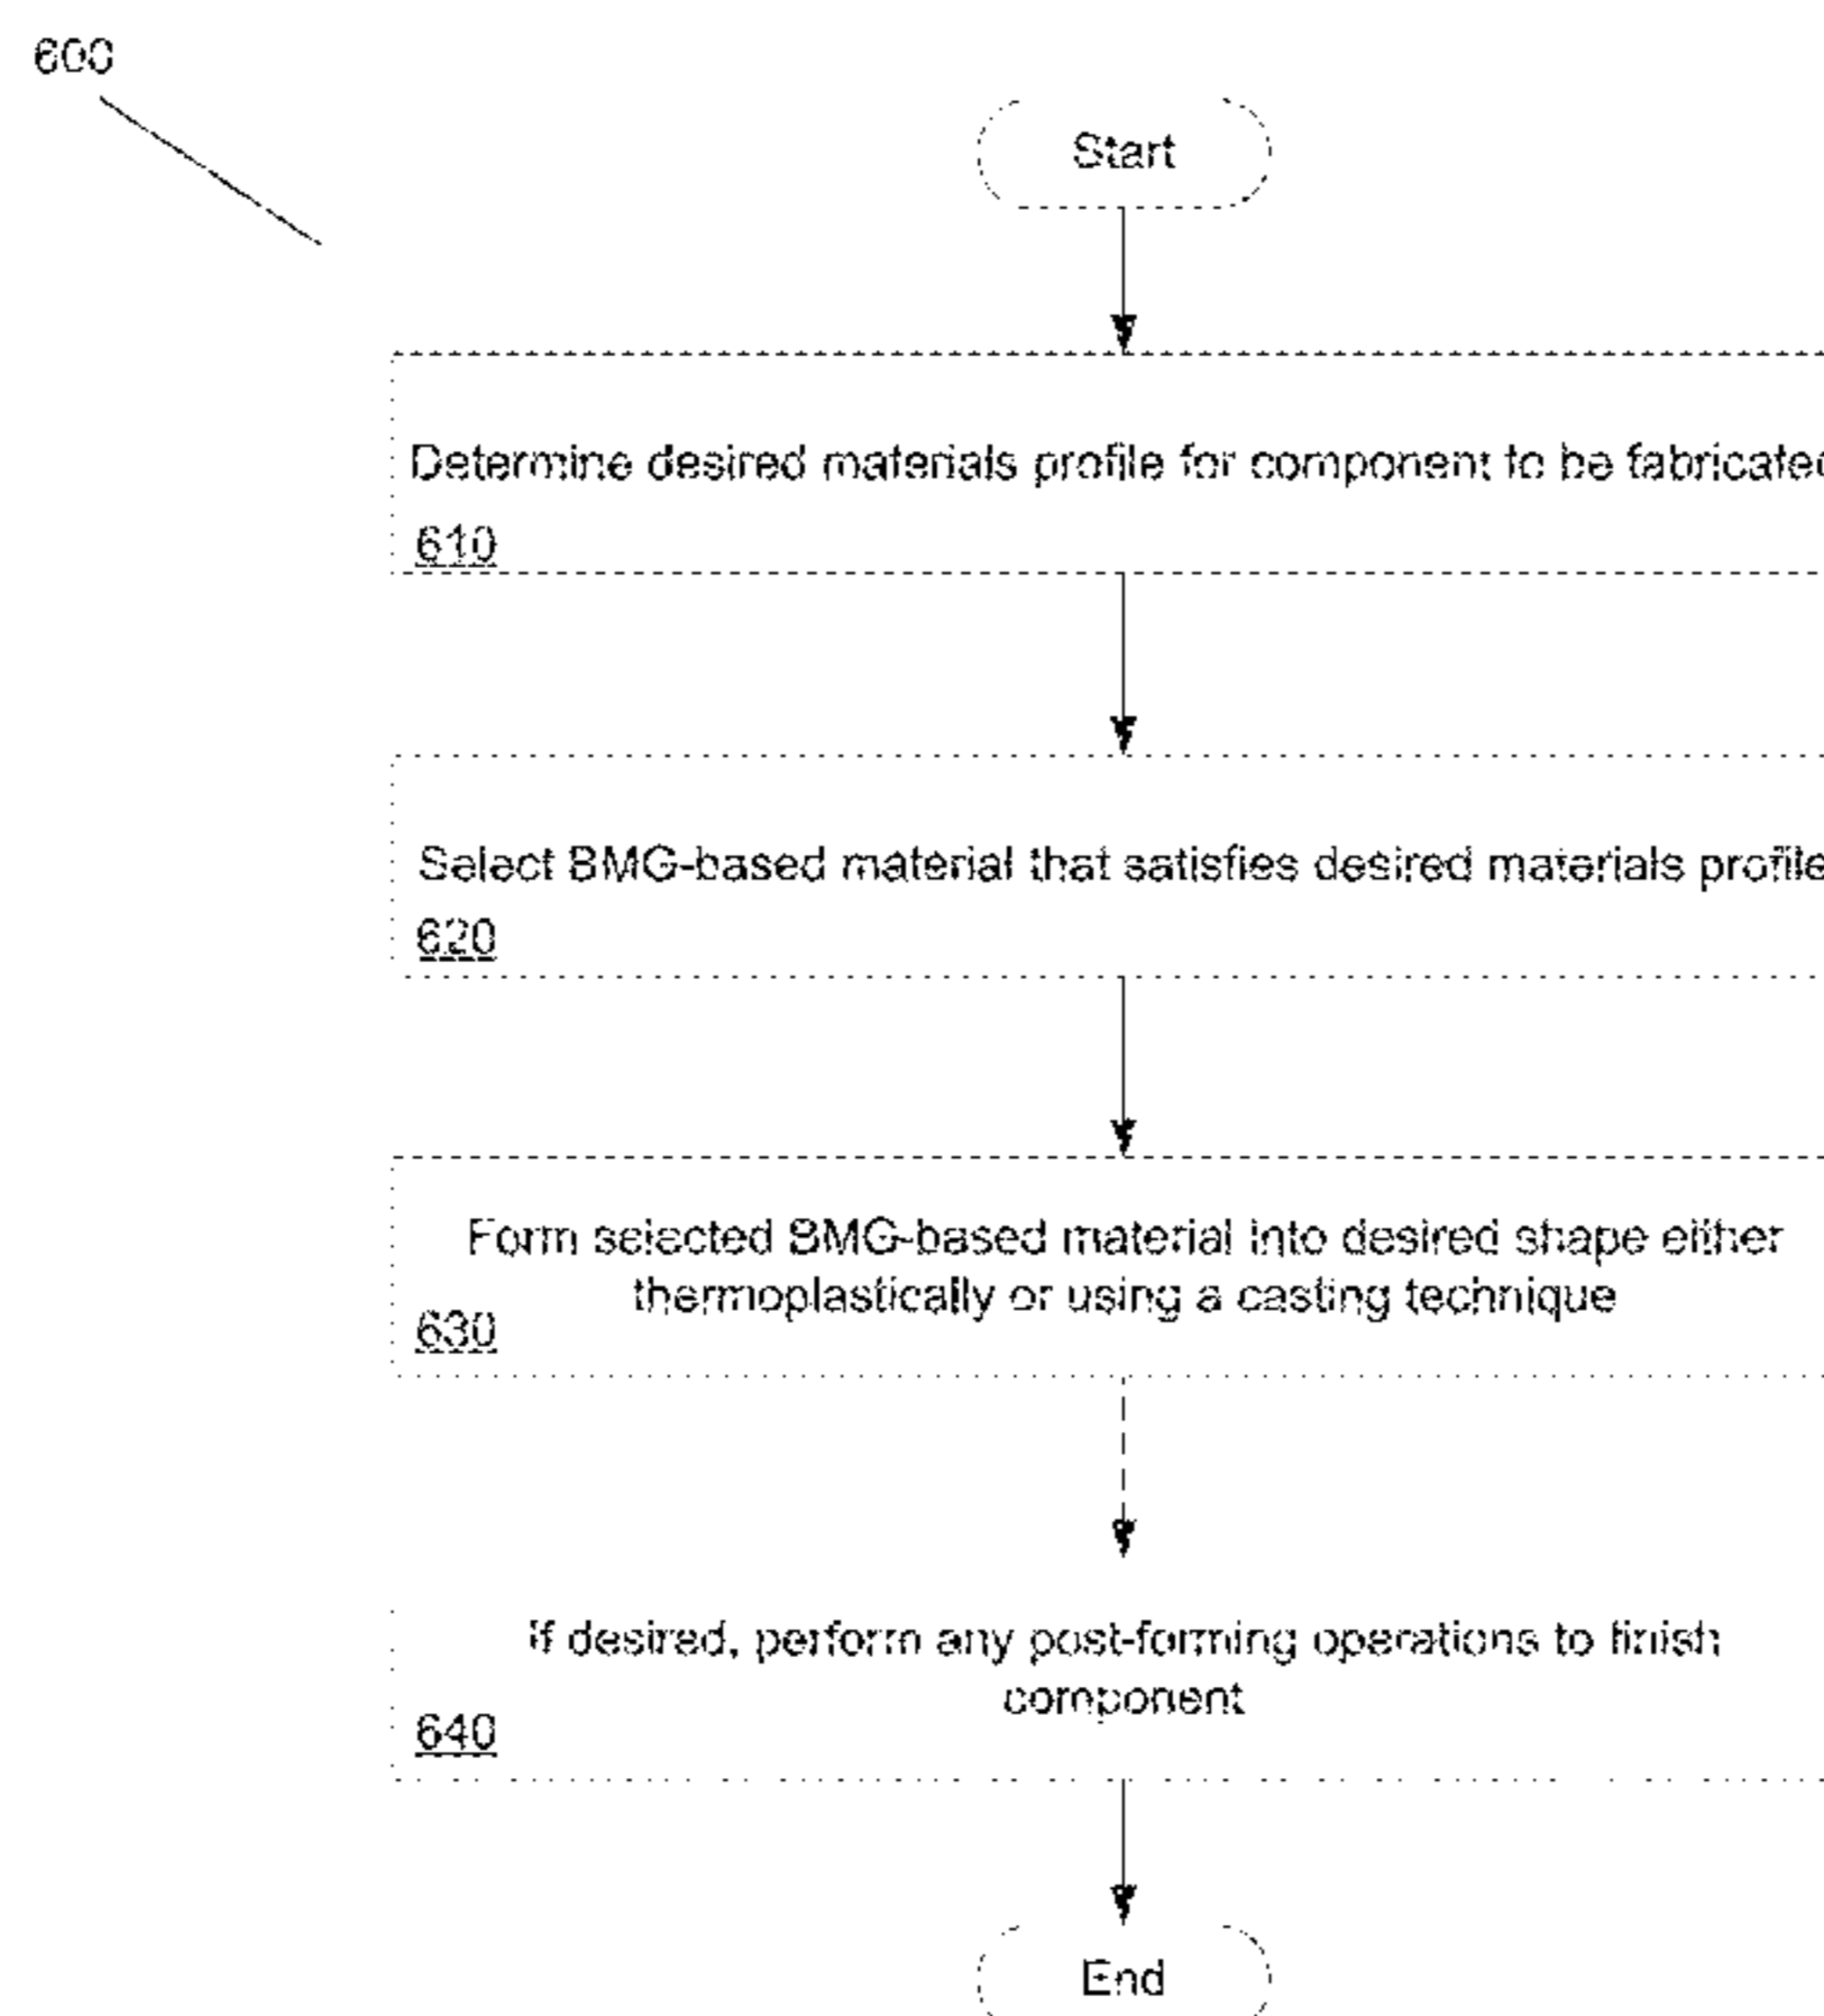 600
Start
Determine desired materials profile for component to be fabricated
610
Select BMG-based material that satisfies desired materials profile
620
Form selected BMG-based material into desired shape either
thermoplastically or using a casting technique
630
If desired, perform any post-forming operations to finish
component
640
End